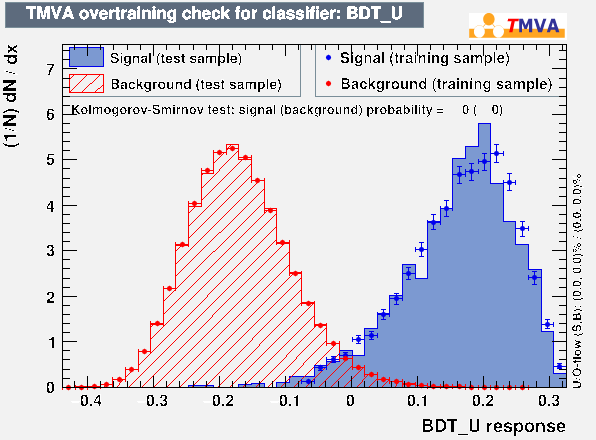 TMVA overtraining check for classifier: BDT_U
TMVA
(1/N) dN / dx
Signal (test sample)
Background (test sample)
Signal (training sample)
Background (training sample)
Kolmogorov-Smirnov test: signal (background) probability = 0 ( 0)
7
6
5
4
3
2
1
0
−0.4 −0.3 −0.2 −0.1 0 0.1 0.2 0.3
BDT_U response
U/O-flow (S,B): (0.0, 0.0)% / (0.0, 0.0)%